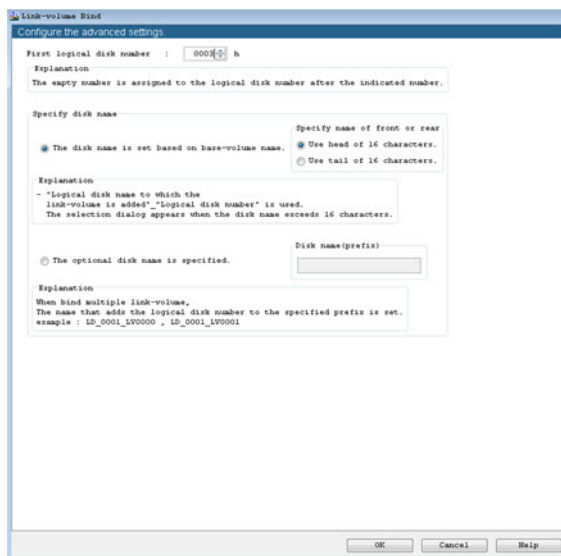 Link-volume Bind
Configure the advanced settings.
First logical disk number : 0003 h
Explanation
The empty number is assigned to the logical disk number after the indicated number.
Specify disk name
Specify name of front or rear
The disk name is set based on base-volume name.
Use head of 16 characters.
Use tail of 16 characters.
Explanation
- "Logical disk name to which the
link-volume is added"_"Logical disk number" is used.
The selection dialog appears when the disk name exceeds 16 characters.
Disk name(prefix)
The optional disk name is specified.
Explanation
When bind multiple link-volume,
The name that adds the logical disk number to the specified prefix is set.
example : LD_0001_LV0000 , LD_0001_LV0001
OK Cancel Help